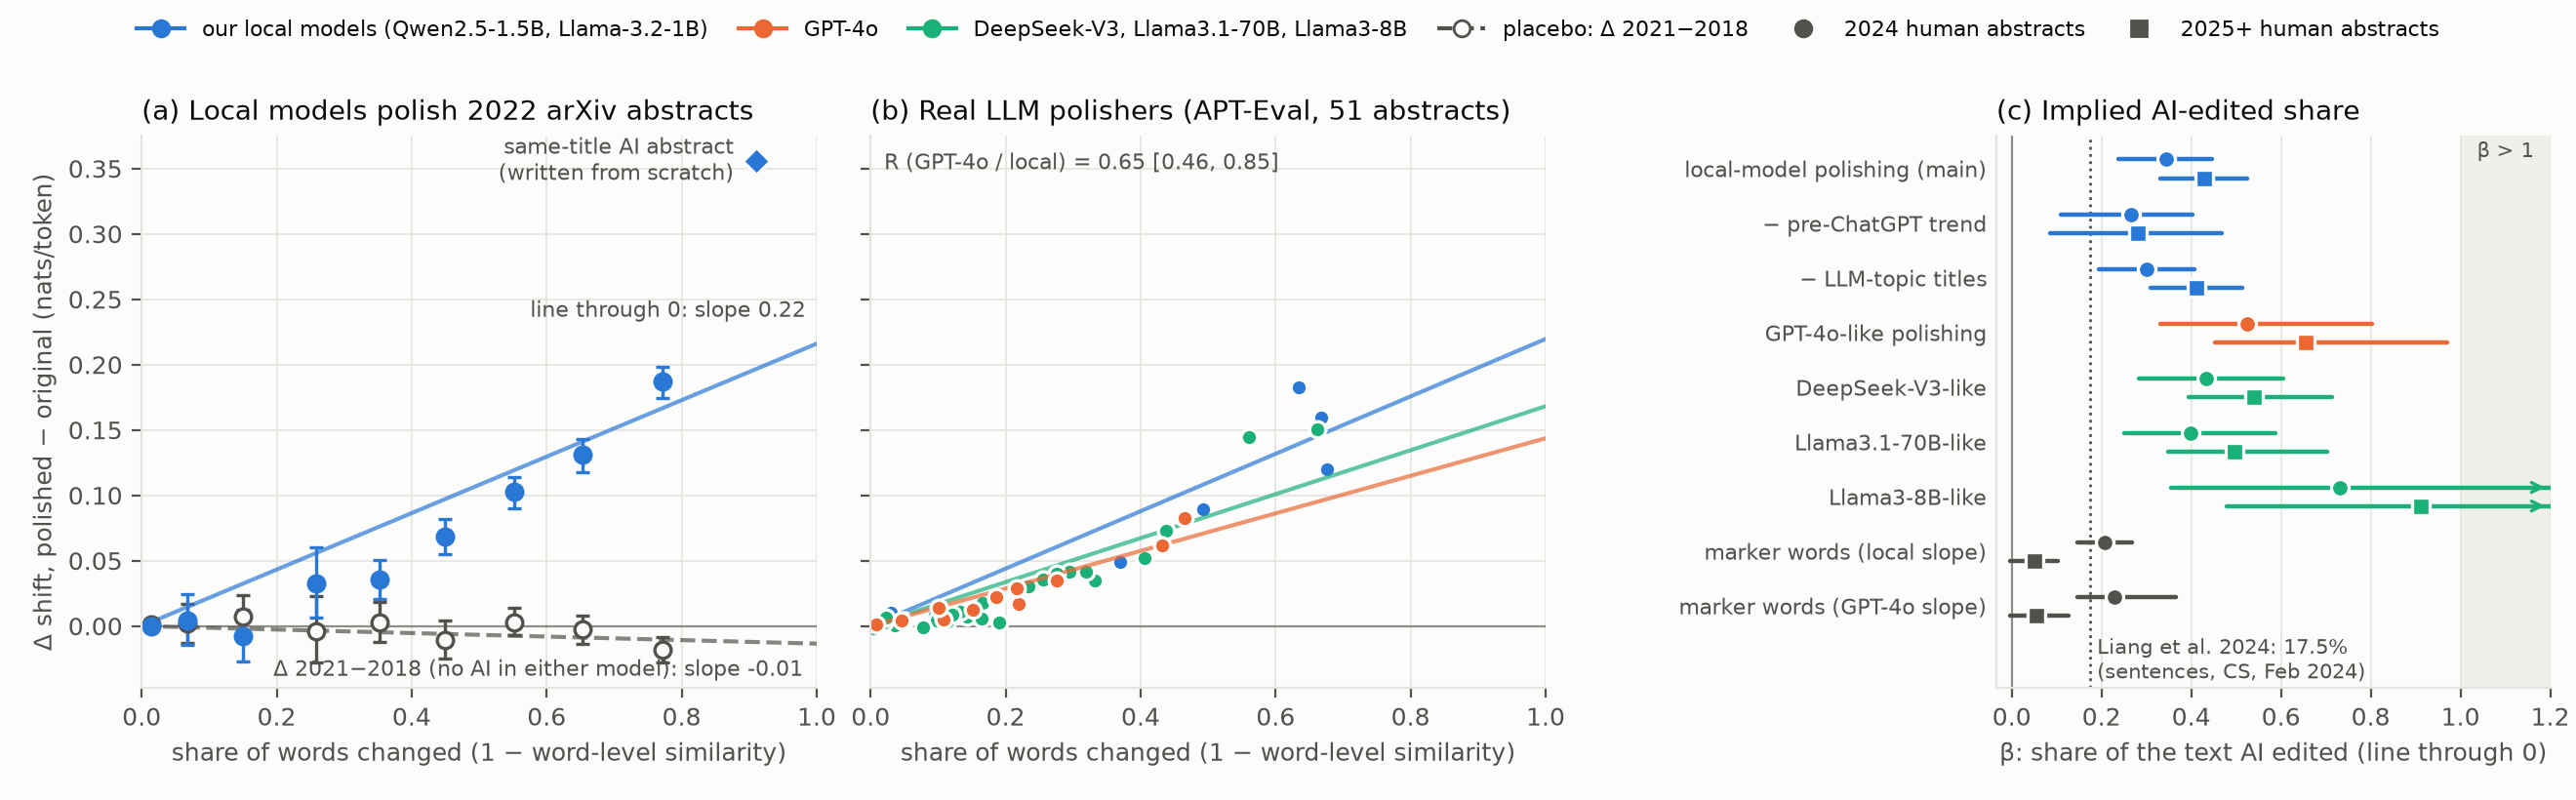 our local models (Qwen2.5-1.5B, Llama-3.2-1B)
GPT-4o
DeepSeek-V3, Llama3.1-70B, Llama3-8B
placebo: Δ 2021−2018
2024 human abstracts
2025+ human abstracts
(a) Local models polish 2022 arXiv abstracts
same-title AI abstract
(written from scratch)
line through 0: slope 0.22
Δ 2021−2018 (no AI in either model): slope -0.01
Δ shift, polished − original (nats/token)
0.35
0.30
0.25
0.20
0.15
0.10
0.05
0.00
0.0 0.2 0.4 0.6 0.8 1.0
share of words changed (1 − word-level similarity)
(b) Real LLM polishers (APT-Eval, 51 abstracts)
R (GPT-4o / local) = 0.65 [0.46, 0.85]
0.0 0.2 0.4 0.6 0.8 1.0
share of words changed (1 − word-level similarity)
(c) Implied AI-edited share
β > 1
local-model polishing (main)
− pre-ChatGPT trend
− LLM-topic titles
GPT-4o-like polishing
DeepSeek-V3-like
Llama3.1-70B-like
Llama3-8B-like
marker words (local slope)
marker words (GPT-4o slope)
Liang et al. 2024: 17.5%
(sentences, CS, Feb 2024)
0.0 0.2 0.4 0.6 0.8 1.0 1.2
β: share of the text AI edited (line through 0)